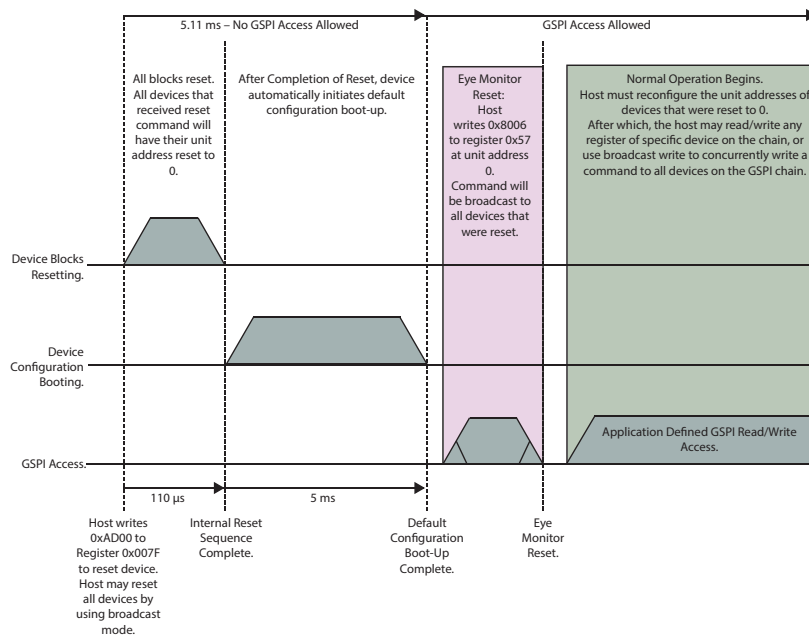 5.11 ms – No GSPI Access Allowed
GSPI Access Allowed
All blocks reset.
All devices that
received reset
command will
have their unit
address reset to
0.
After Completion of Reset, device
automatically initiates default
configuration boot-up.
Eye Monitor
Reset:
Host
writes 0x8006
to register 0x57
at unit address
0.
Command will
be broadcast to
all devices that
were reset.
Normal Operation Begins.
Host must reconfigure the unit addresses of
devices that were reset to 0.
After which, the host may read/write any
register of specific device on the chain, or
use broadcast write to concurrently write a
command to all devices on the GSPI chain.
Device Blocks
Resetting.
Device
Configuration
Booting.
GSPI Access.
Application Defined GSPI Read/Write
Access.
110 µs
5 ms
Host writes
0xAD00 to
Register 0x007F
to reset device.
Host may reset
all devices by
using broadcast
mode.
Internal Reset
Sequence
Complete.
Default
Configuration
Boot-Up
Complete.
Eye
Monitor
Reset.